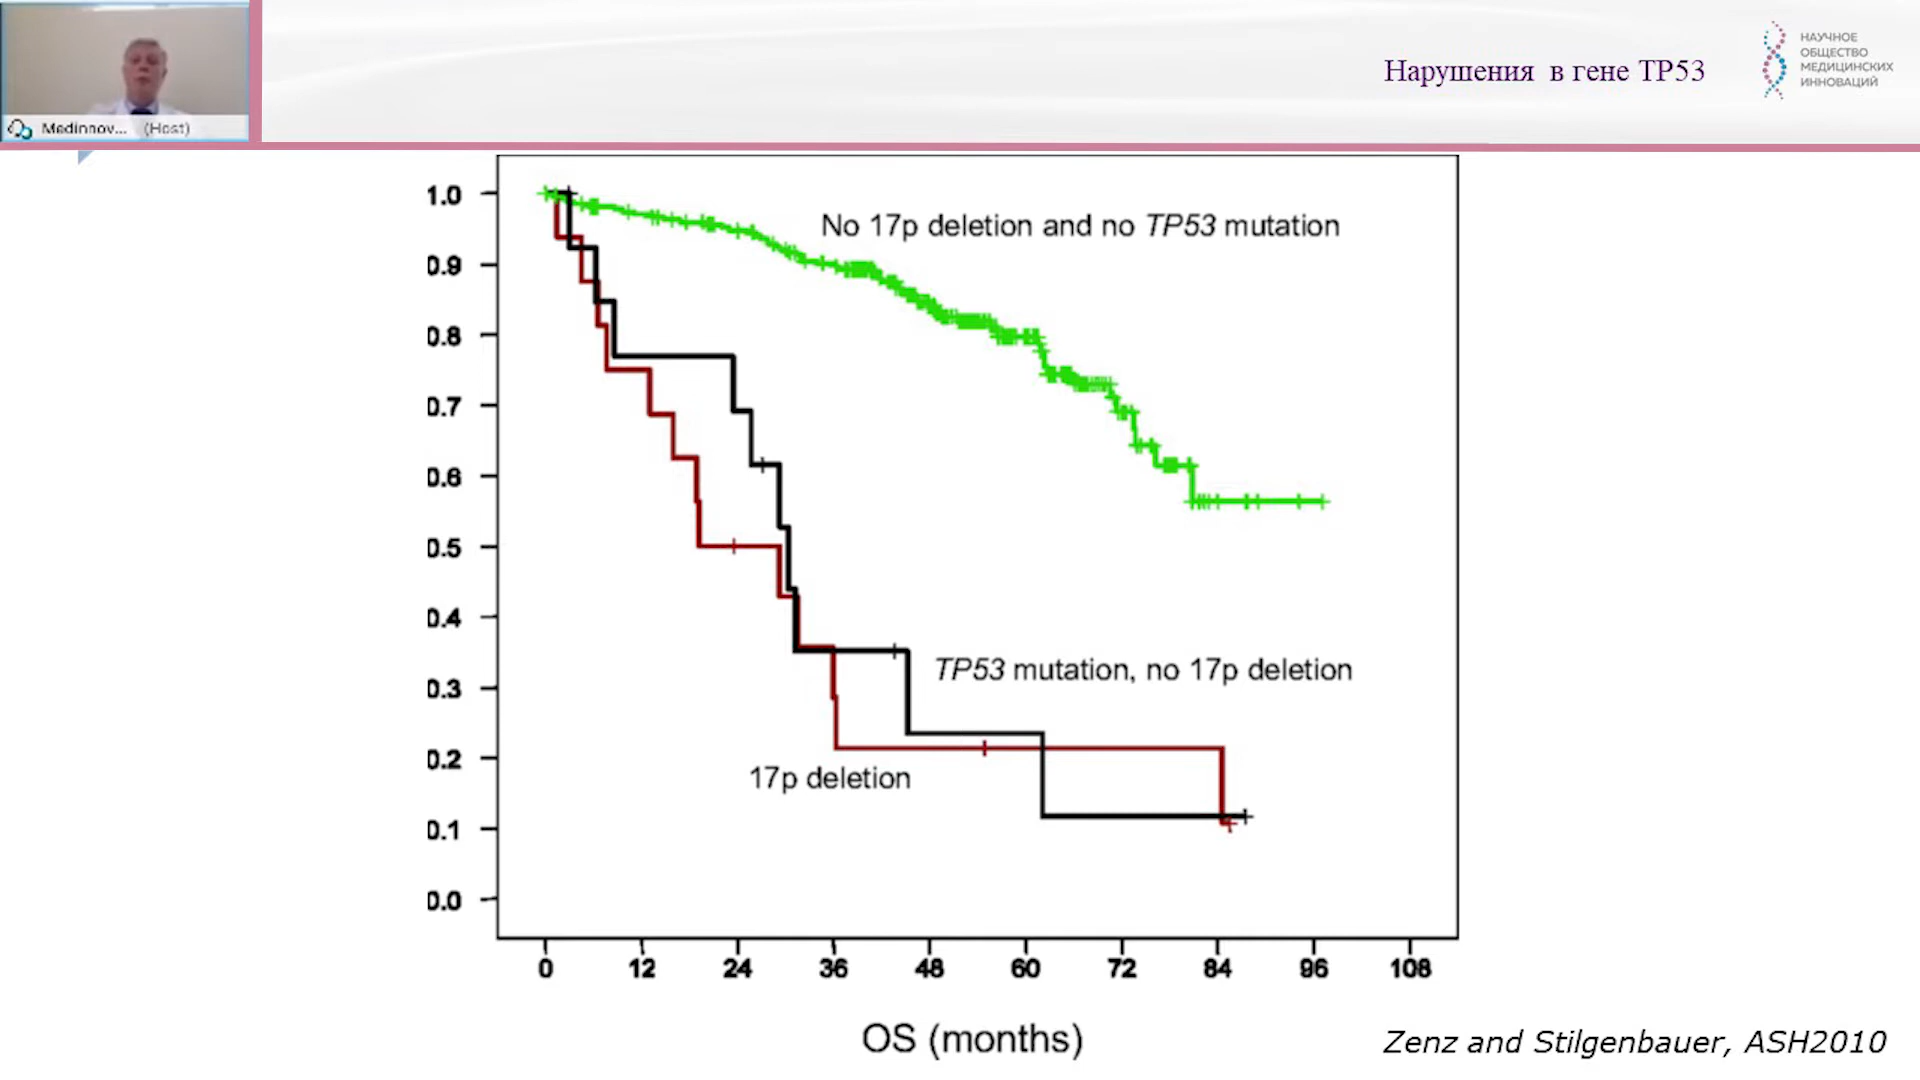 Medinnov... (Host)
Нарушения в гене TP53
НАУЧНОЕ
ОБЩЕСТВО
МЕДИЦИНСКИХ
ИННОВАЦИЙ
1.0
0.9
0.8
0.7
0.6
0.5
0.4
0.3
0.2
0.1
0.0
No 17p deletion and no TP53 mutation
TP53 mutation, no 17p deletion
17p deletion
0 12 24 36 48 60 72 84 96 108
OS (months)
Zenz and Stilgenbauer, ASH2010